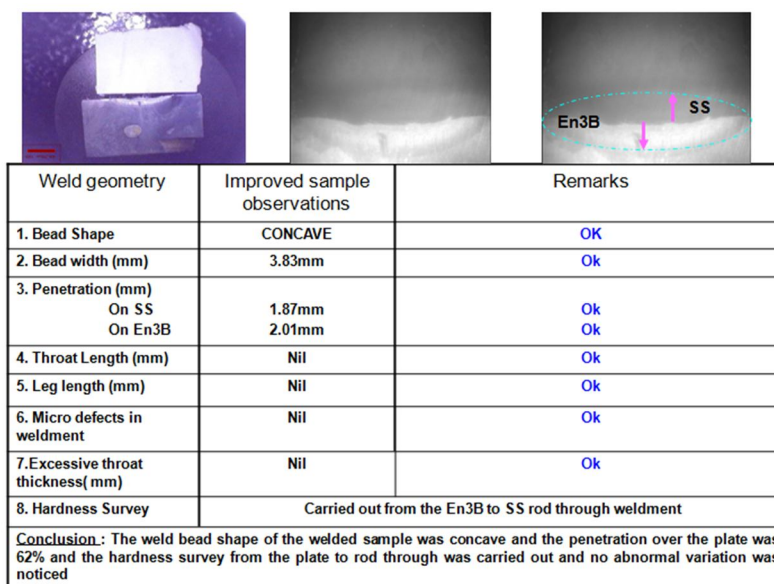 SS
En3B
Weld geometry
Improved sample
observations
Remarks
1. Bead Shape
CONCAVE
OK
2. Bead width (mm)
3.83mm
Ok
3. Penetration (mm)
On SS
1.87mm
Ok
On En3B
2.01mm
Ok
4. Throat Length (mm)
Nil
Ok
5. Leg length (mm)
Nil
Ok
6. Micro defects in
weldment
Nil
Ok
7.Excessive throat
thickness( mm)
Nil
Ok
8. Hardness Survey
Carried out from the En3B to SS rod through weldment
Conclusion : The weld bead shape of the welded sample was concave and the penetration over the plate was
62% and the hardness survey from the plate to rod through was carried out and no abnormal variation was
noticed